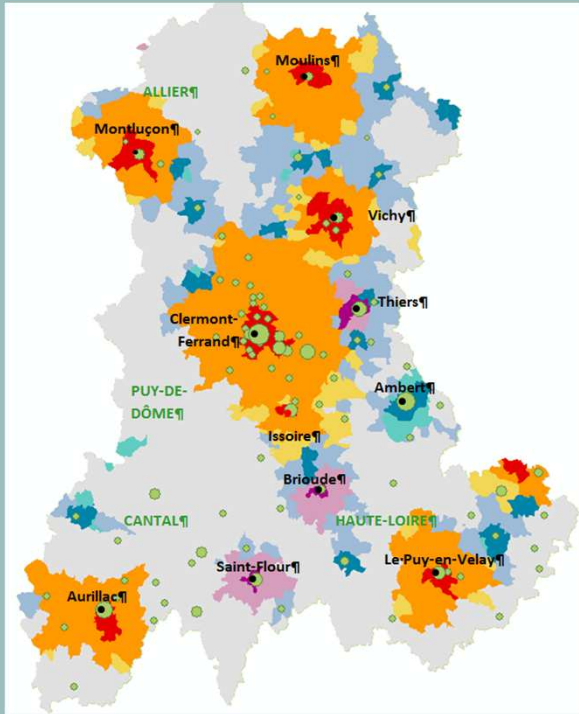 Moulins¶
ALLIER¶
Montluçon¶
Vichy¶
Thiers¶
Clermont-
Ferrand¶
Ambert¶
PUY-DE-
DÔME¶
Issoire¶
Brioude¶
CANTAL¶
HAUTE-LOIRE¶
Saint-Flour¶
Le·Puy-en-Velay¶
Aurillac¶